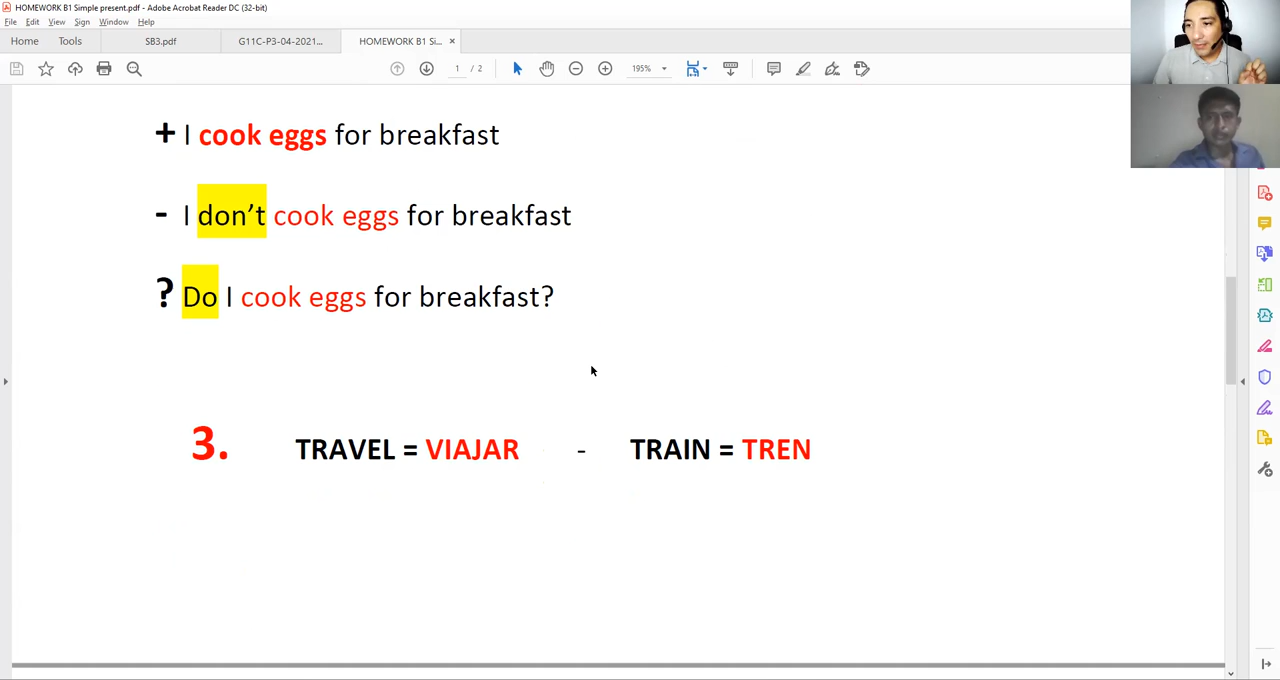 HOMEWORK B1 Simple present.pdf - Adobe Acrobat Reader DC (32-bit)
File Edit View Sign Window Help
Home Tools SB3.pdf G11C-P3-04-2021... HOMEWORK B1 Si... ×
1 / 2 195%
+ I cook eggs for breakfast
- I don't cook eggs for breakfast
? Do I cook eggs for breakfast?
3. TRAVEL = VIAJAR - TRAIN = TREN